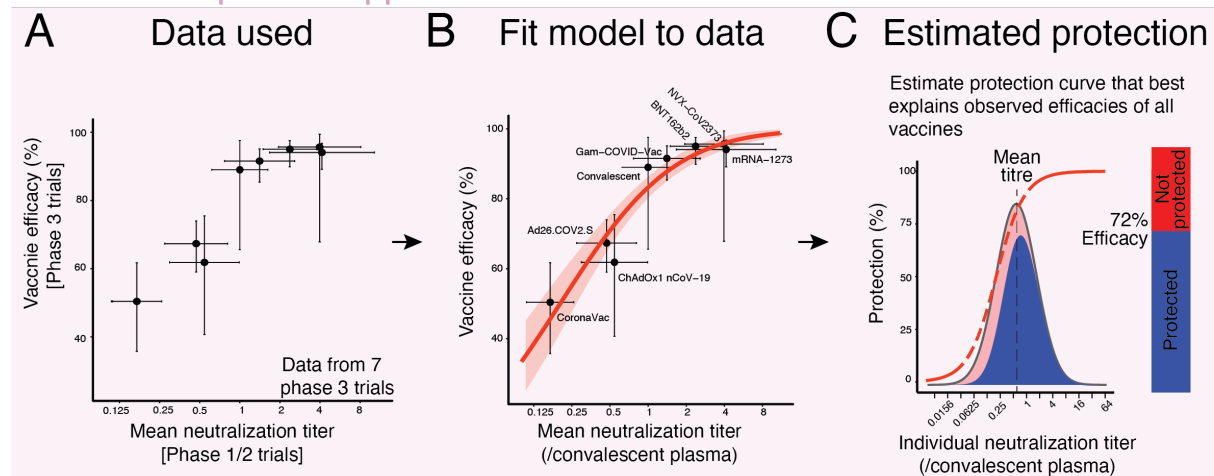 A Data used
Vaccnie efficacy (%)
[Phase 3 trials]
100
80
60
40
Data from 7
phase 3 trials
0.125 0.25 0.5 1 2 4 8
Mean neutralization titer
[Phase 1/2 trials]
B Fit model to data
Vaccine efficacy (%)
100
80
60
40
NVX-CoV2373
BNT162b2
Gam-COVID-Vac
mRNA-1273
Convalescent
Ad26.COV2.S
ChAdOx1 nCoV-19
CoronaVac
0.125 0.25 0.5 1 2 4 8
Mean neutralization titer
(/convalescent plasma)
C Estimated protection
Estimate protection curve that best
explains observed efficacies of all
vaccines
Protection (%)
100
75
50
25
0
Mean
titre
72%
Efficacy
Not
protected
Protected
0.0156 0.0625 0.25 1 4 16 64
Individual neutralization titer
(/convalescent plasma)